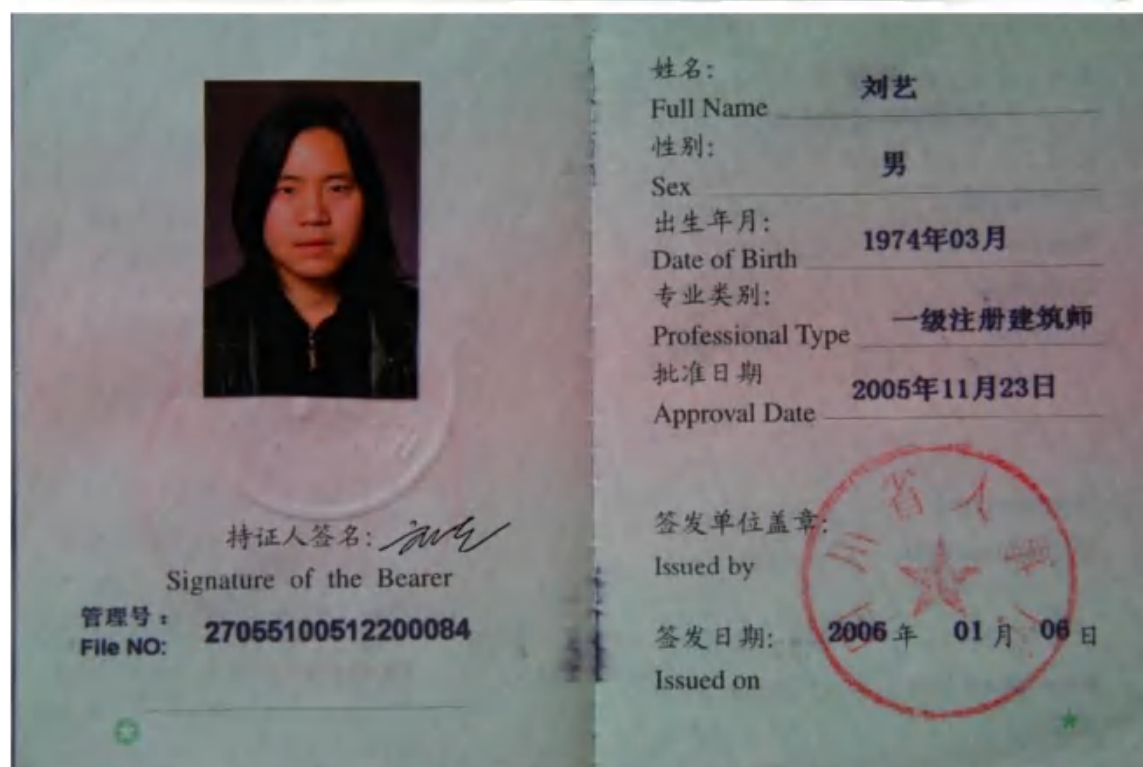 持证人签名:
Signature of the Bearer
管理号:
File NO: 27055100512200084
姓名: 刘艺
Full Name
性别: 男
Sex
出生年月: 1974年03月
Date of Birth
专业类别: 一级注册建筑师
Professional Type
批准日期 2005年11月23日
Approval Date
签发单位盖章:
Issued by
签发日期: 2006年 01月 06日
Issued on